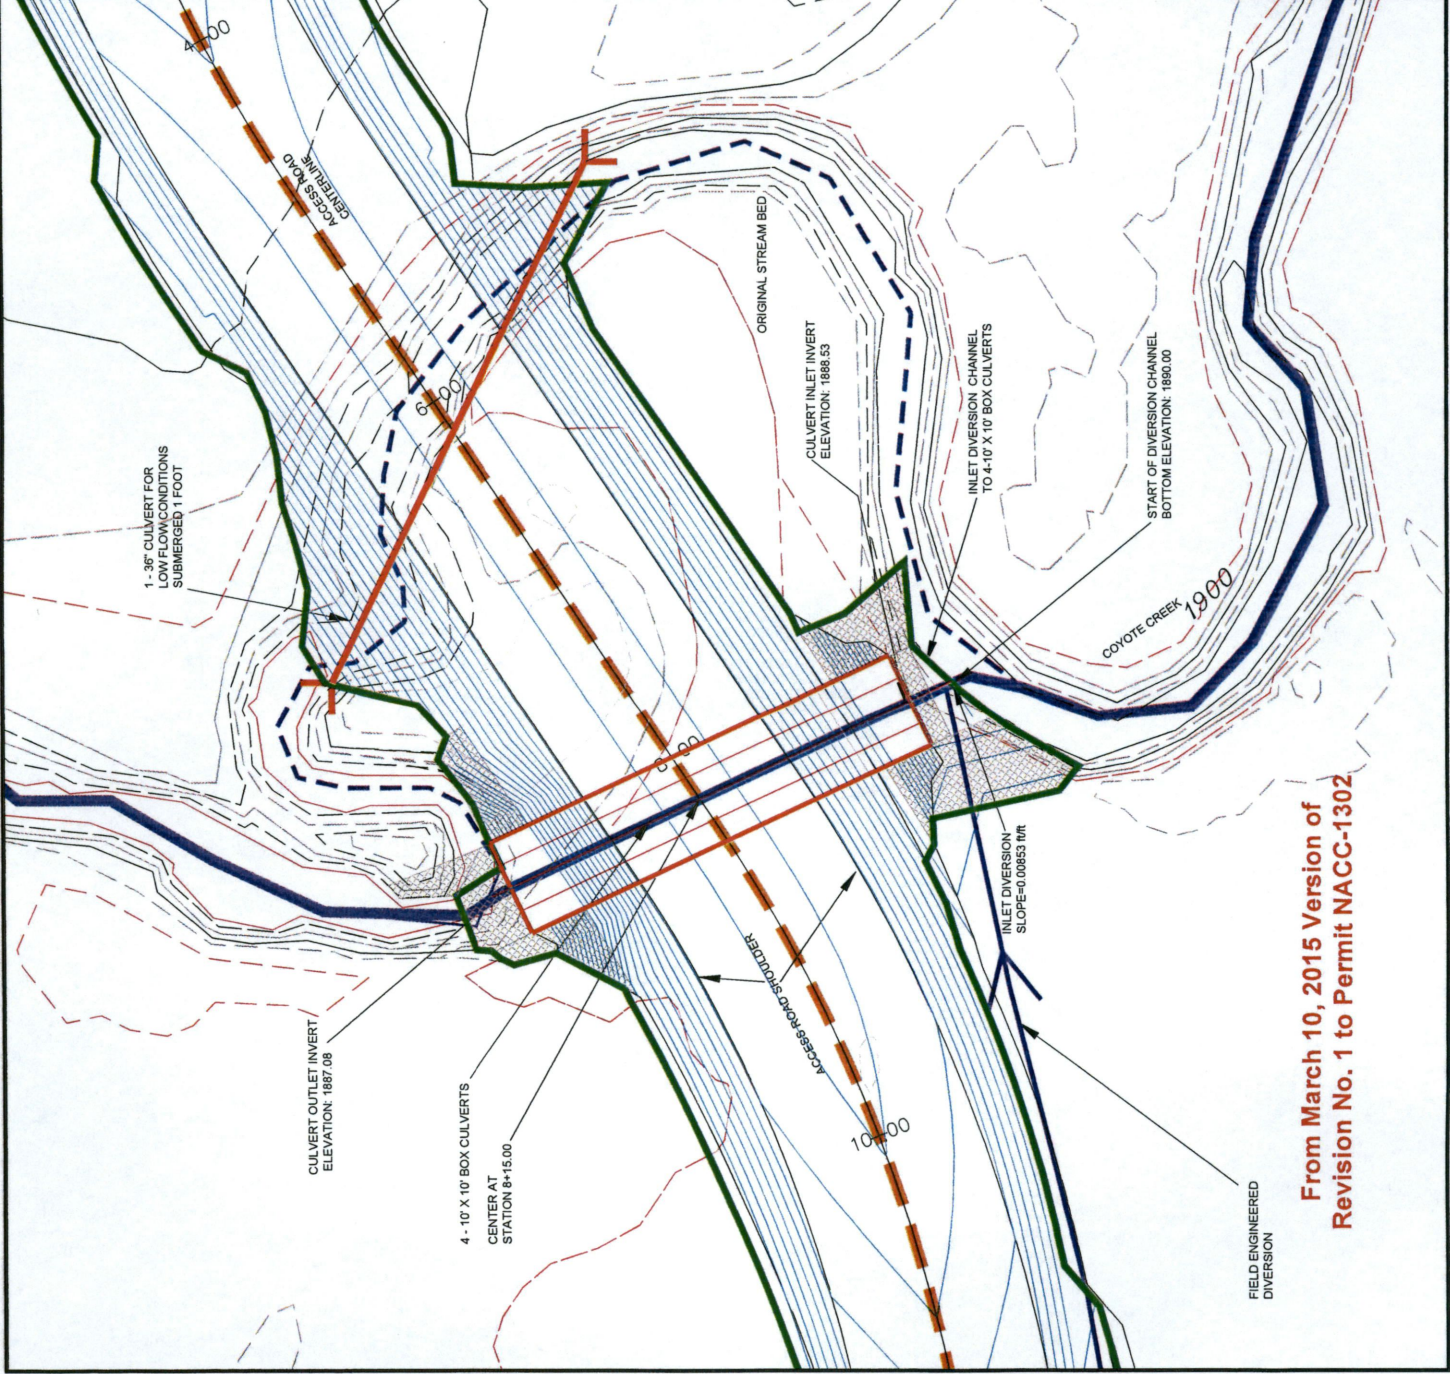 4+00
ACCESS ROAD
CENTERLINE
1 - 36" CULVERT FOR
LOW FLOW CONDITIONS
SUBMERGED 1 FOOT
6+00
ORIGINAL STREAM BED
CULVERT INLET INVERT
ELEVATION: 1888.53
INLET DIVERSION CHANNEL
TO 4-10' X 10' BOX CULVERTS
START OF DIVERSION CHANNEL
BOTTOM ELEVATION: 1890.00
COYOTE CREEK
1900
8+00
INLET DIVERSION
SLOPE=0.00853 ft/ft
ACCESS ROAD SHOULDER
CULVERT OUTLET INVERT
ELEVATION: 1887.08
4 - 10' X 10' BOX CULVERTS
CENTER AT
STATION 8+15.00
10+00
FIELD ENGINEERED
DIVERSION
From March 10, 2015 Version of
Revision No. 1 to Permit NACC-1302